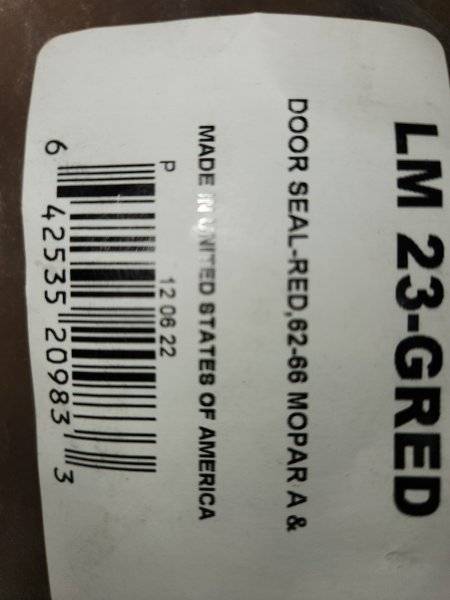 LM 23-GRED
DOOR SEAL-RED,62-66 MOPAR A &
MADE IN UNITED STATES OF AMERICA
P 12 06 22
6 42535 20983 3